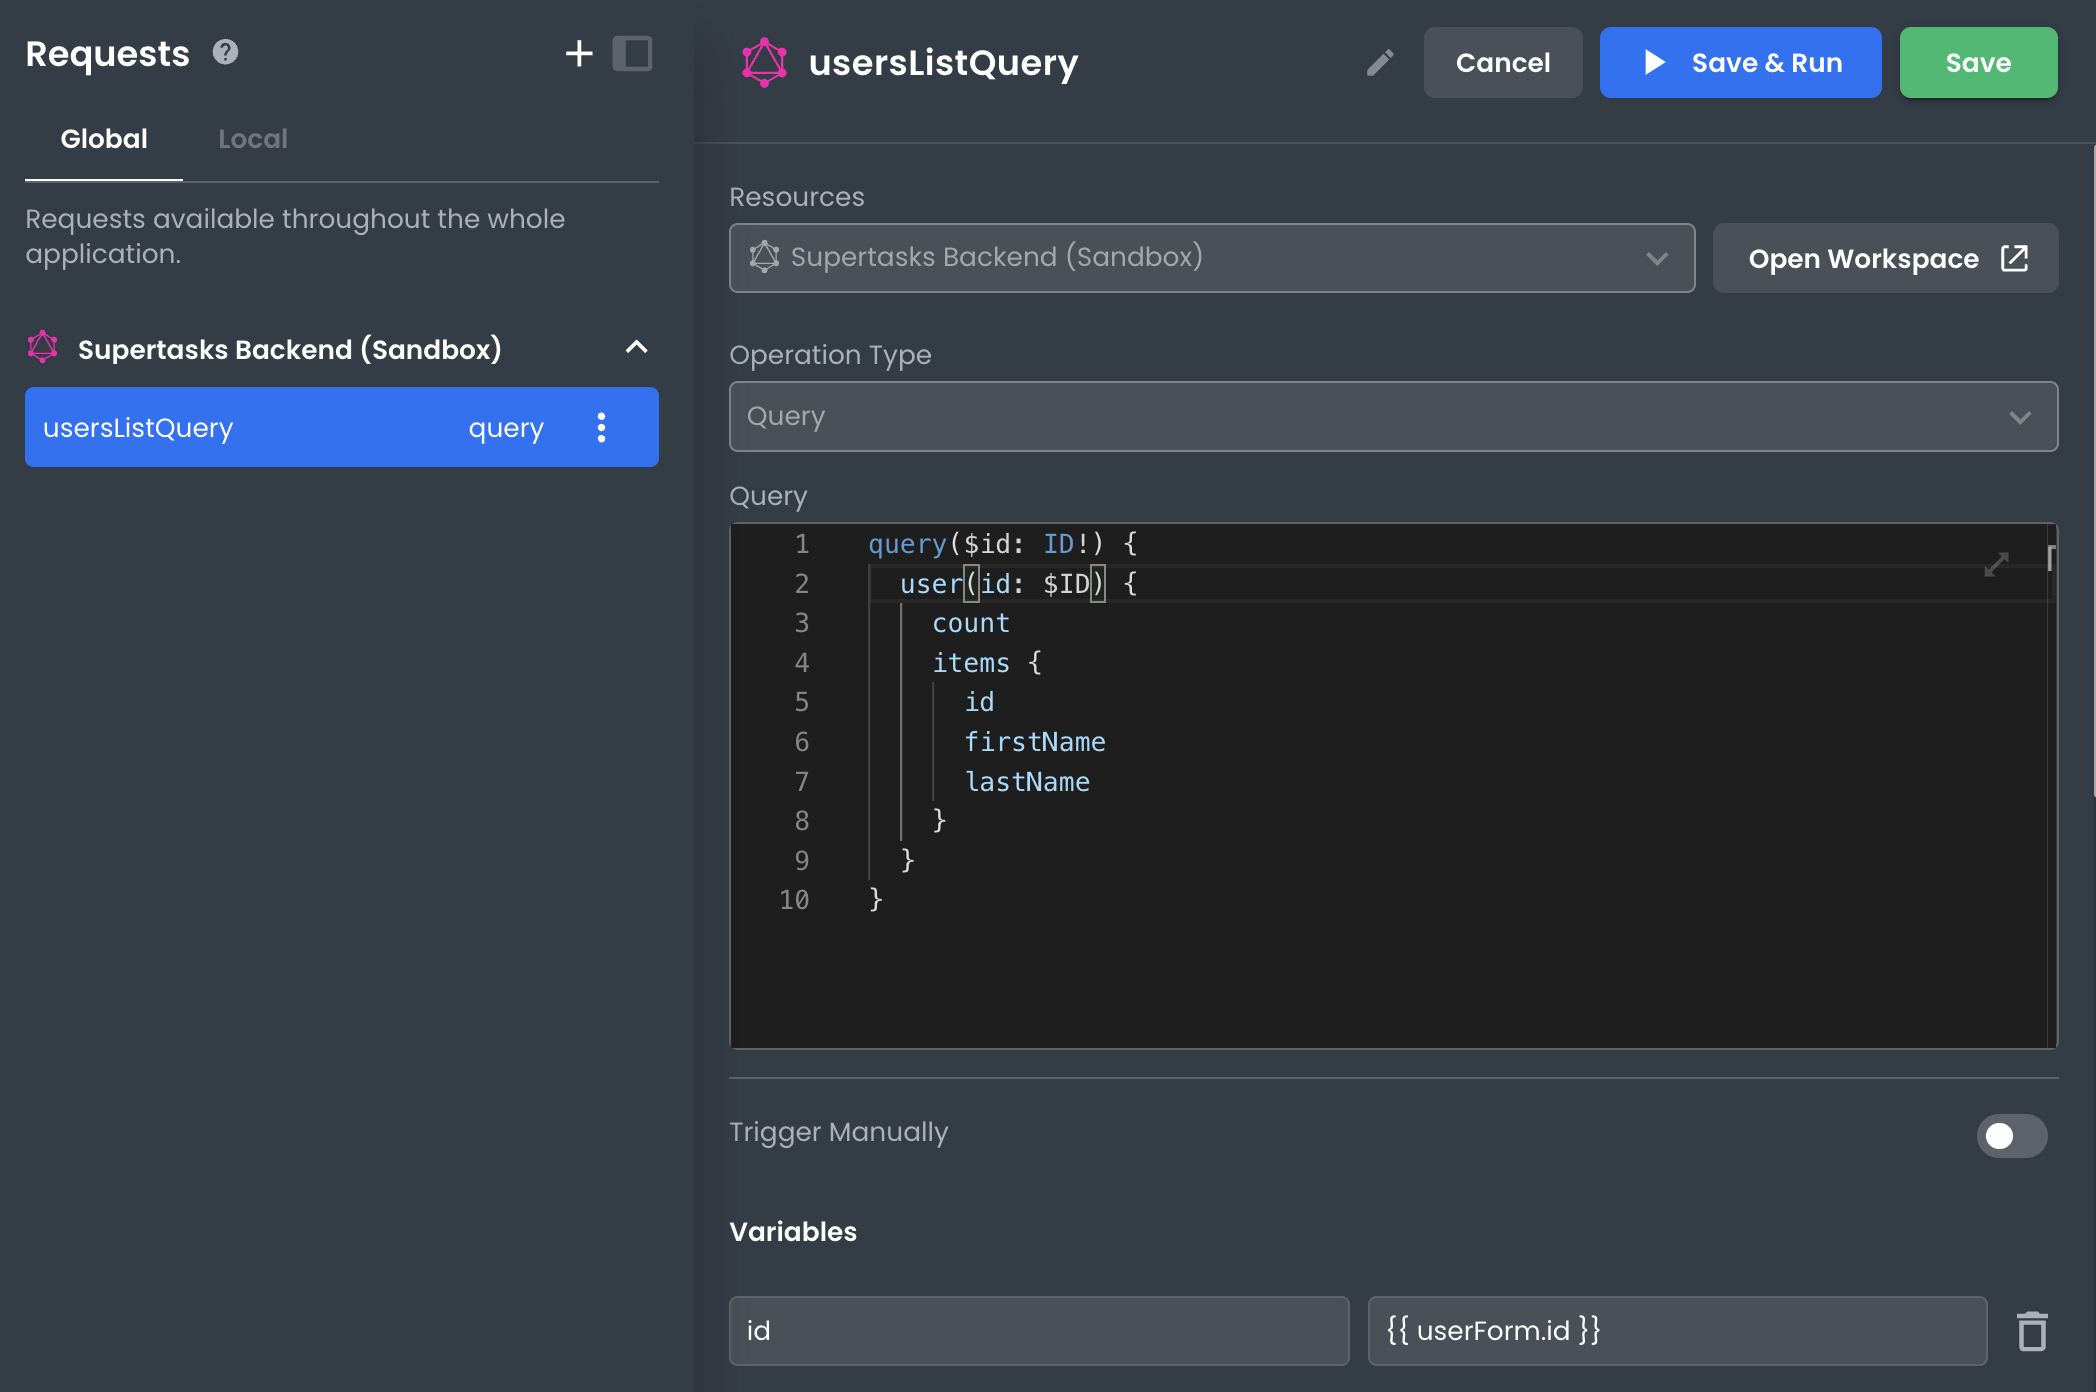 Requests
Global Local
Requests available throughout the whole
application.
Supertasks Backend (Sandbox)
usersListQuery query
usersListQuery
Cancel
Save & Run
Save
Resources
Supertasks Backend (Sandbox)
Open Workspace
Operation Type
Query
Query
1 query($id: ID!) {
2 user(id: $ID) {
3 count
4 items {
5 id
6 firstName
7 lastName
8 }
9 }
10 }
Trigger Manually
Variables
id
{{ userForm.id }}